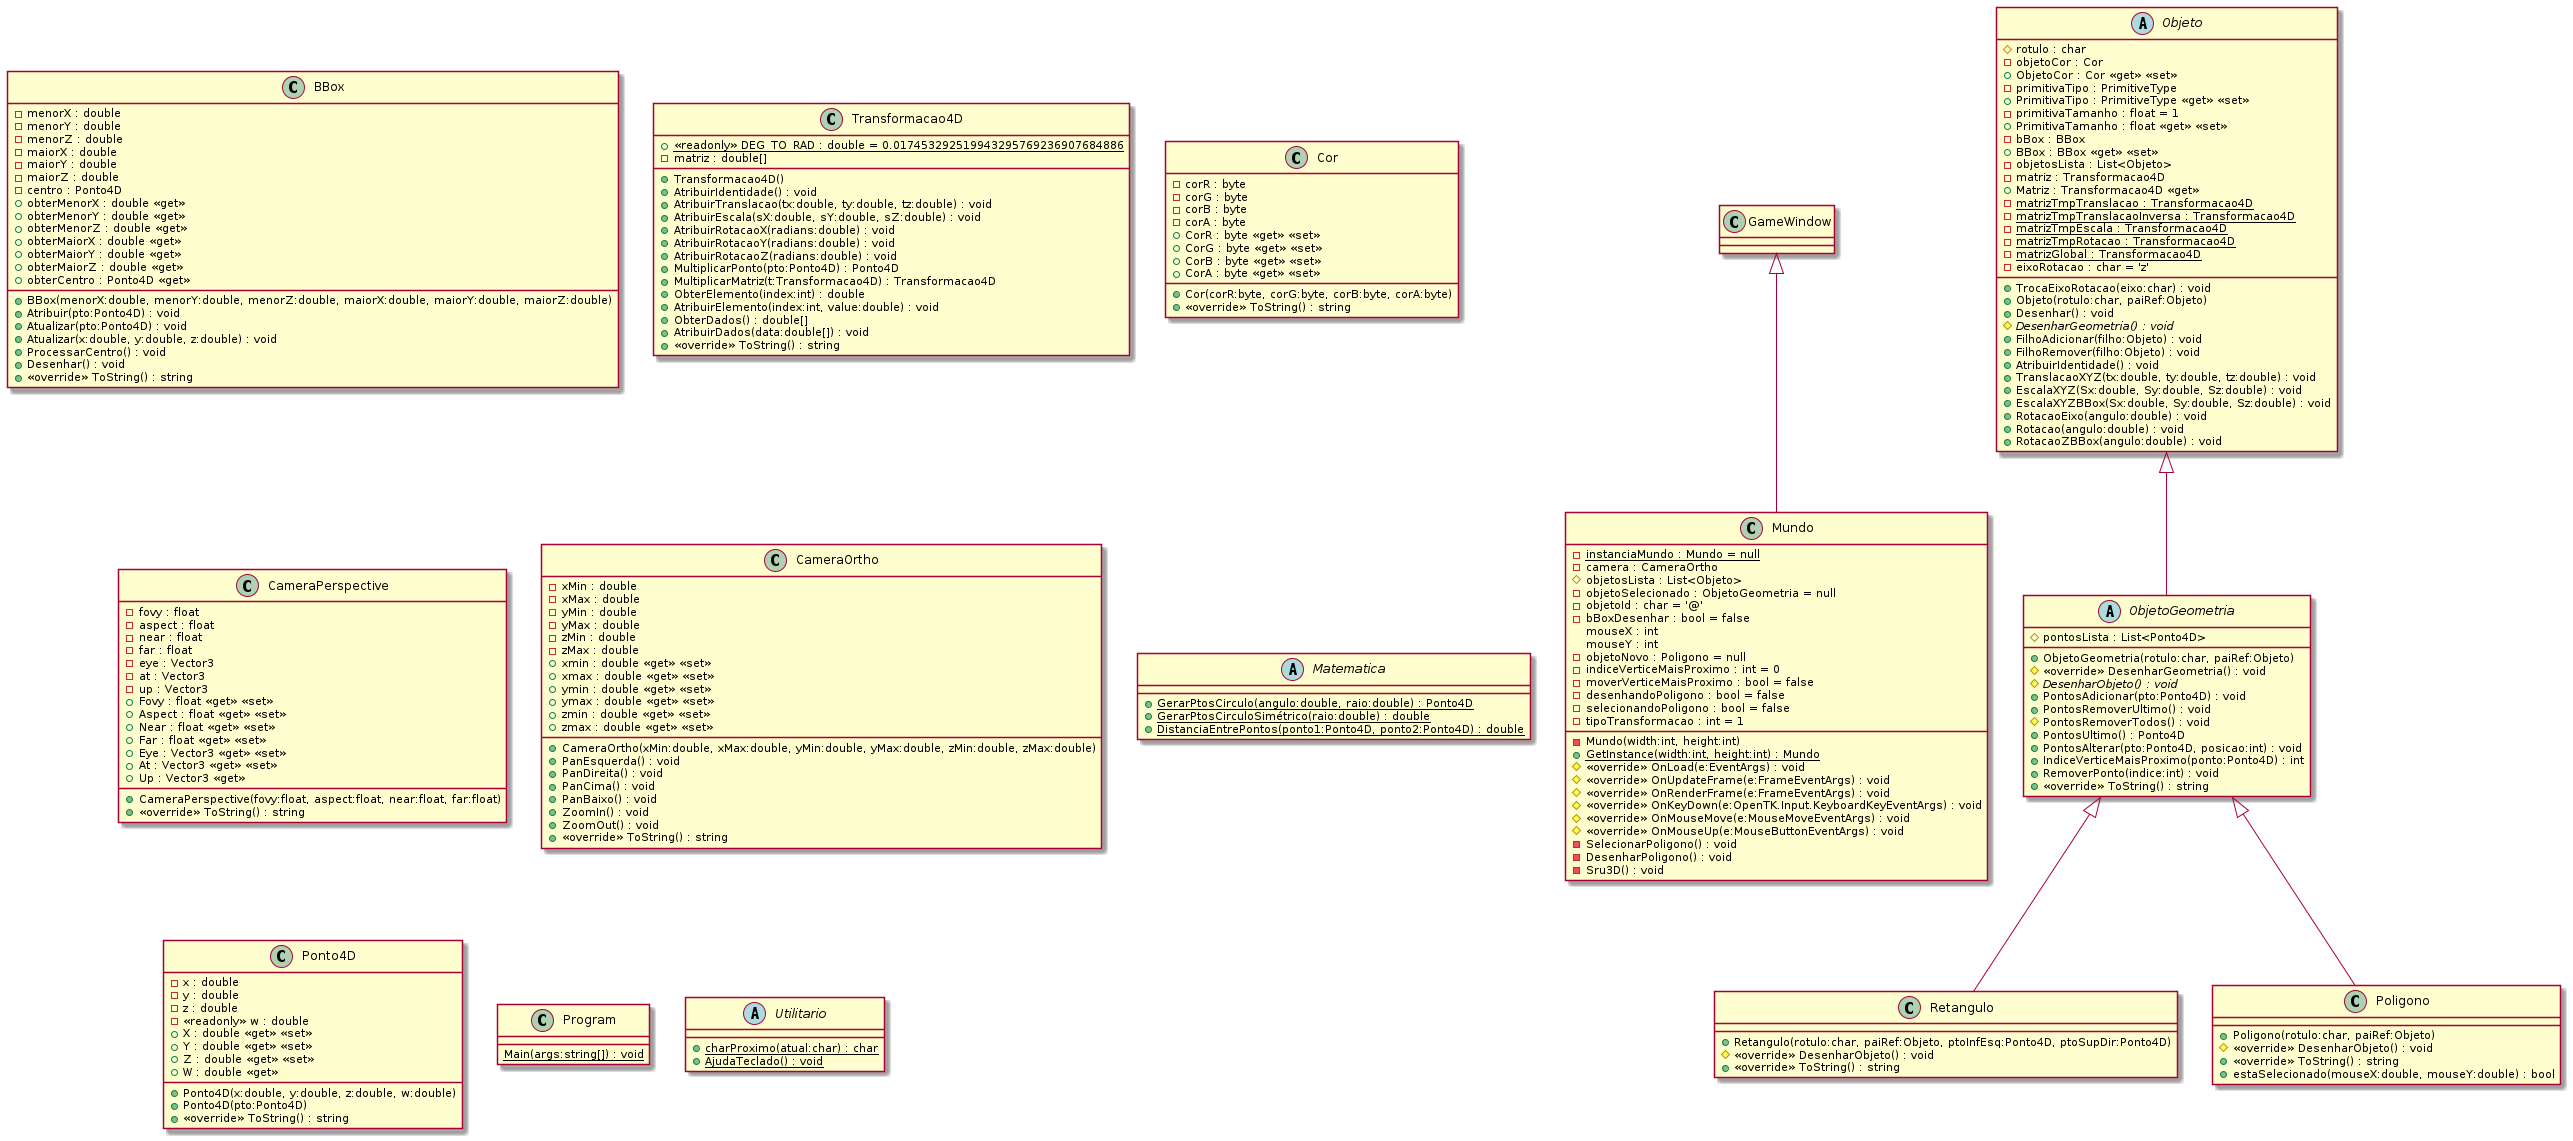 C BBox
menorX : double
menorY : double
menorZ : double
maiorX : double
maiorY : double
maiorZ : double
centro : Ponto4D
obterMenorX : double «get»
obterMenorY : double «get»
obterMenorZ : double «get»
obterMaiorX : double «get»
obterMaiorY : double «get»
obterMaiorZ : double «get»
obterCentro : Ponto4D «get»
BBox(menorX:double, menorY:double, menorZ:double, maiorX:double, maiorY:double, maiorZ:double)
Atribuir(pto:Ponto4D) : void
Atualizar(pto:Ponto4D) : void
Atualizar(x:double, y:double, z:double) : void
ProcessarCentro() : void
Desenhar() : void
«override» ToString() : string
C Transformacao4D
«readonly» DEG_TO_RAD : double = 0.017453292519943295769236907684886
matriz : double[]
Transformacao4D()
AtribuirIdentidade() : void
AtribuirTranslacao(tx:double, ty:double, tz:double) : void
AtribuirEscala(sX:double, sY:double, sZ:double) : void
AtribuirRotacaoX(radians:double) : void
AtribuirRotacaoY(radians:double) : void
AtribuirRotacaoZ(radians:double) : void
MultiplicarPonto(pto:Ponto4D) : Ponto4D
MultiplicarMatriz(t:Transformacao4D) : Transformacao4D
ObterElemento(index:int) : double
AtribuirElemento(index:int, value:double) : void
ObterDados() : double[]
AtribuirDados(data:double[]) : void
«override» ToString() : string
C Cor
corR : byte
corG : byte
corB : byte
corA : byte
CorR : byte «get» «set»
CorG : byte «get» «set»
CorB : byte «get» «set»
CorA : byte «get» «set»
Cor(corR:byte, corG:byte, corB:byte, corA:byte)
«override» ToString() : string
C GameWindow
A Objeto
rotulo : char
objetoCor : Cor
ObjetoCor : Cor «get» «set»
primitivaTipo : PrimitiveType
PrimitivaTipo : PrimitiveType «get» «set»
primitivaTamanho : float = 1
PrimitivaTamanho : float «get» «set»
bBox : BBox
BBox : BBox «get» «set»
objetosLista : List<Objeto>
matriz : Transformacao4D
Matriz : Transformacao4D «get»
matrizTmpTranslacao : Transformacao4D
matrizTmpTranslacaoInversa : Transformacao4D
matrizTmpEscala : Transformacao4D
matrizTmpRotacao : Transformacao4D
matrizGlobal : Transformacao4D
eixoRotacao : char = 'z'
TrocaEixoRotacao(eixo:char) : void
Objeto(rotulo:char, paiRef:Objeto)
Desenhar() : void
DesenharGeometria() : void
FilhoAdicionar(filho:Objeto) : void
FilhoRemover(filho:Objeto) : void
AtribuirIdentidade() : void
TranslacaoXYZ(tx:double, ty:double, tz:double) : void
EscalaXYZ(Sx:double, Sy:double, Sz:double) : void
EscalaXYZBBox(Sx:double, Sy:double, Sz:double) : void
RotacaoEixo(angulo:double) : void
Rotacao(angulo:double) : void
RotacaoZBBox(angulo:double) : void
C CameraPerspective
fovy : float
aspect : float
near : float
far : float
eye : Vector3
at : Vector3
up : Vector3
Fovy : float «get» «set»
Aspect : float «get» «set»
Near : float «get» «set»
Far : float «get» «set»
Eye : Vector3 «get» «set»
At : Vector3 «get» «set»
Up : Vector3 «get»
CameraPerspective(fovy:float, aspect:float, near:float, far:float)
«override» ToString() : string
C CameraOrtho
xMin : double
xMax : double
yMin : double
yMax : double
zMin : double
zMax : double
xmin : double «get» «set»
xmax : double «get» «set»
ymin : double «get» «set»
ymax : double «get» «set»
zmin : double «get» «set»
zmax : double «get» «set»
CameraOrtho(xMin:double, xMax:double, yMin:double, yMax:double, zMin:double, zMax:double)
PanEsquerda() : void
PanDireita() : void
PanCima() : void
PanBaixo() : void
ZoomIn() : void
ZoomOut() : void
«override» ToString() : string
A Matematica
GerarPtosCirculo(angulo:double, raio:double) : Ponto4D
GerarPtosCirculoSimétrico(raio:double) : double
DistanciaEntrePontos(ponto1:Ponto4D, ponto2:Ponto4D) : double
C Mundo
instanciaMundo : Mundo = null
camera : CameraOrtho
objetosLista : List<Objeto>
objetoSelecionado : ObjetoGeometria = null
objetoId : char = '@'
bBoxDesenhar : bool = false
mouseX : int
mouseY : int
objetoNovo : Poligono = null
indiceVerticeMaisProximo : int = 0
moverVerticeMaisProximo : bool = false
desenhandoPoligono : bool = false
selecionandoPoligono : bool = false
tipoTransformacao : int = 1
Mundo(width:int, height:int)
GetInstance(width:int, height:int) : Mundo
«override» OnLoad(e:EventArgs) : void
«override» OnUpdateFrame(e:FrameEventArgs) : void
«override» OnRenderFrame(e:FrameEventArgs) : void
«override» OnKeyDown(e:OpenTK.Input.KeyboardKeyEventArgs) : void
«override» OnMouseMove(e:MouseMoveEventArgs) : void
«override» OnMouseUp(e:MouseButtonEventArgs) : void
SelecionarPoligono() : void
DesenharPoligono() : void
Sru3D() : void
A ObjetoGeometria
pontosLista : List<Ponto4D>
ObjetoGeometria(rotulo:char, paiRef:Objeto)
«override» DesenharGeometria() : void
DesenharObjeto() : void
PontosAdicionar(pto:Ponto4D) : void
PontosRemoverUltimo() : void
PontosRemoverTodos() : void
PontosUltimo() : Ponto4D
PontosAlterar(pto:Ponto4D, posicao:int) : void
IndiceVerticeMaisProximo(ponto:Ponto4D) : int
RemoverPonto(indice:int) : void
«override» ToString() : string
C Ponto4D
x : double
y : double
z : double
«readonly» w : double
X : double «get» «set»
Y : double «get» «set»
Z : double «get» «set»
W : double «get»
Ponto4D(x:double, y:double, z:double, w:double)
Ponto4D(pto:Ponto4D)
«override» ToString() : string
C Program
Main(args:string[]) : void
A Utilitario
charProximo(atual:char) : char
AjudaTeclado() : void
C Retangulo
Retangulo(rotulo:char, paiRef:Objeto, ptoInfEsq:Ponto4D, ptoSupDir:Ponto4D)
«override» DesenharObjeto() : void
«override» ToString() : string
C Poligono
Poligono(rotulo:char, paiRef:Objeto)
«override» DesenharObjeto() : void
«override» ToString() : string
estaSelecionado(mouseX:double, mouseY:double) : bool